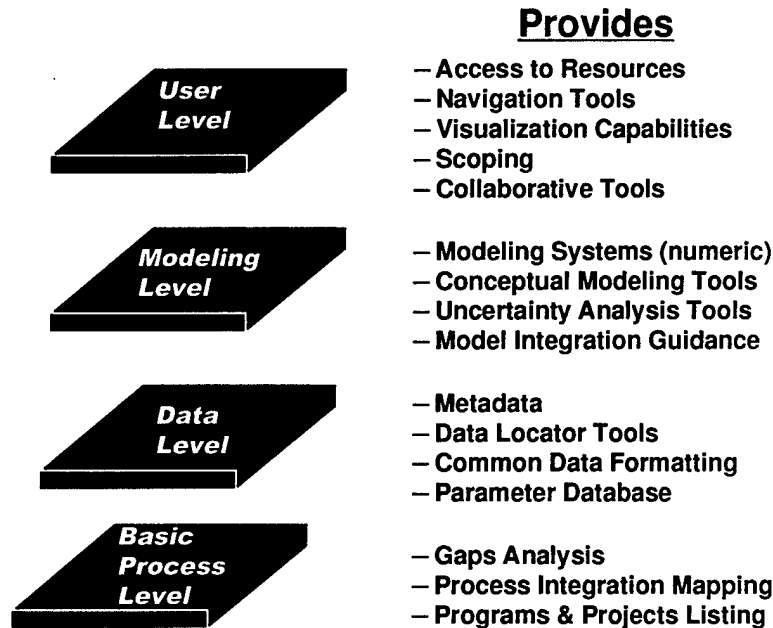 Provides
User
Level
– Access to Resources
– Navigation Tools
– Visualization Capabilities
– Scoping
– Collaborative Tools
Modeling
Level
– Modeling Systems (numeric)
– Conceptual Modeling Tools
– Uncertainty Analysis Tools
– Model Integration Guidance
Data
Level
– Metadata
– Data Locator Tools
– Common Data Formatting
– Parameter Database
Basic
Process
Level
– Gaps Analysis
– Process Integration Mapping
– Programs & Projects Listing